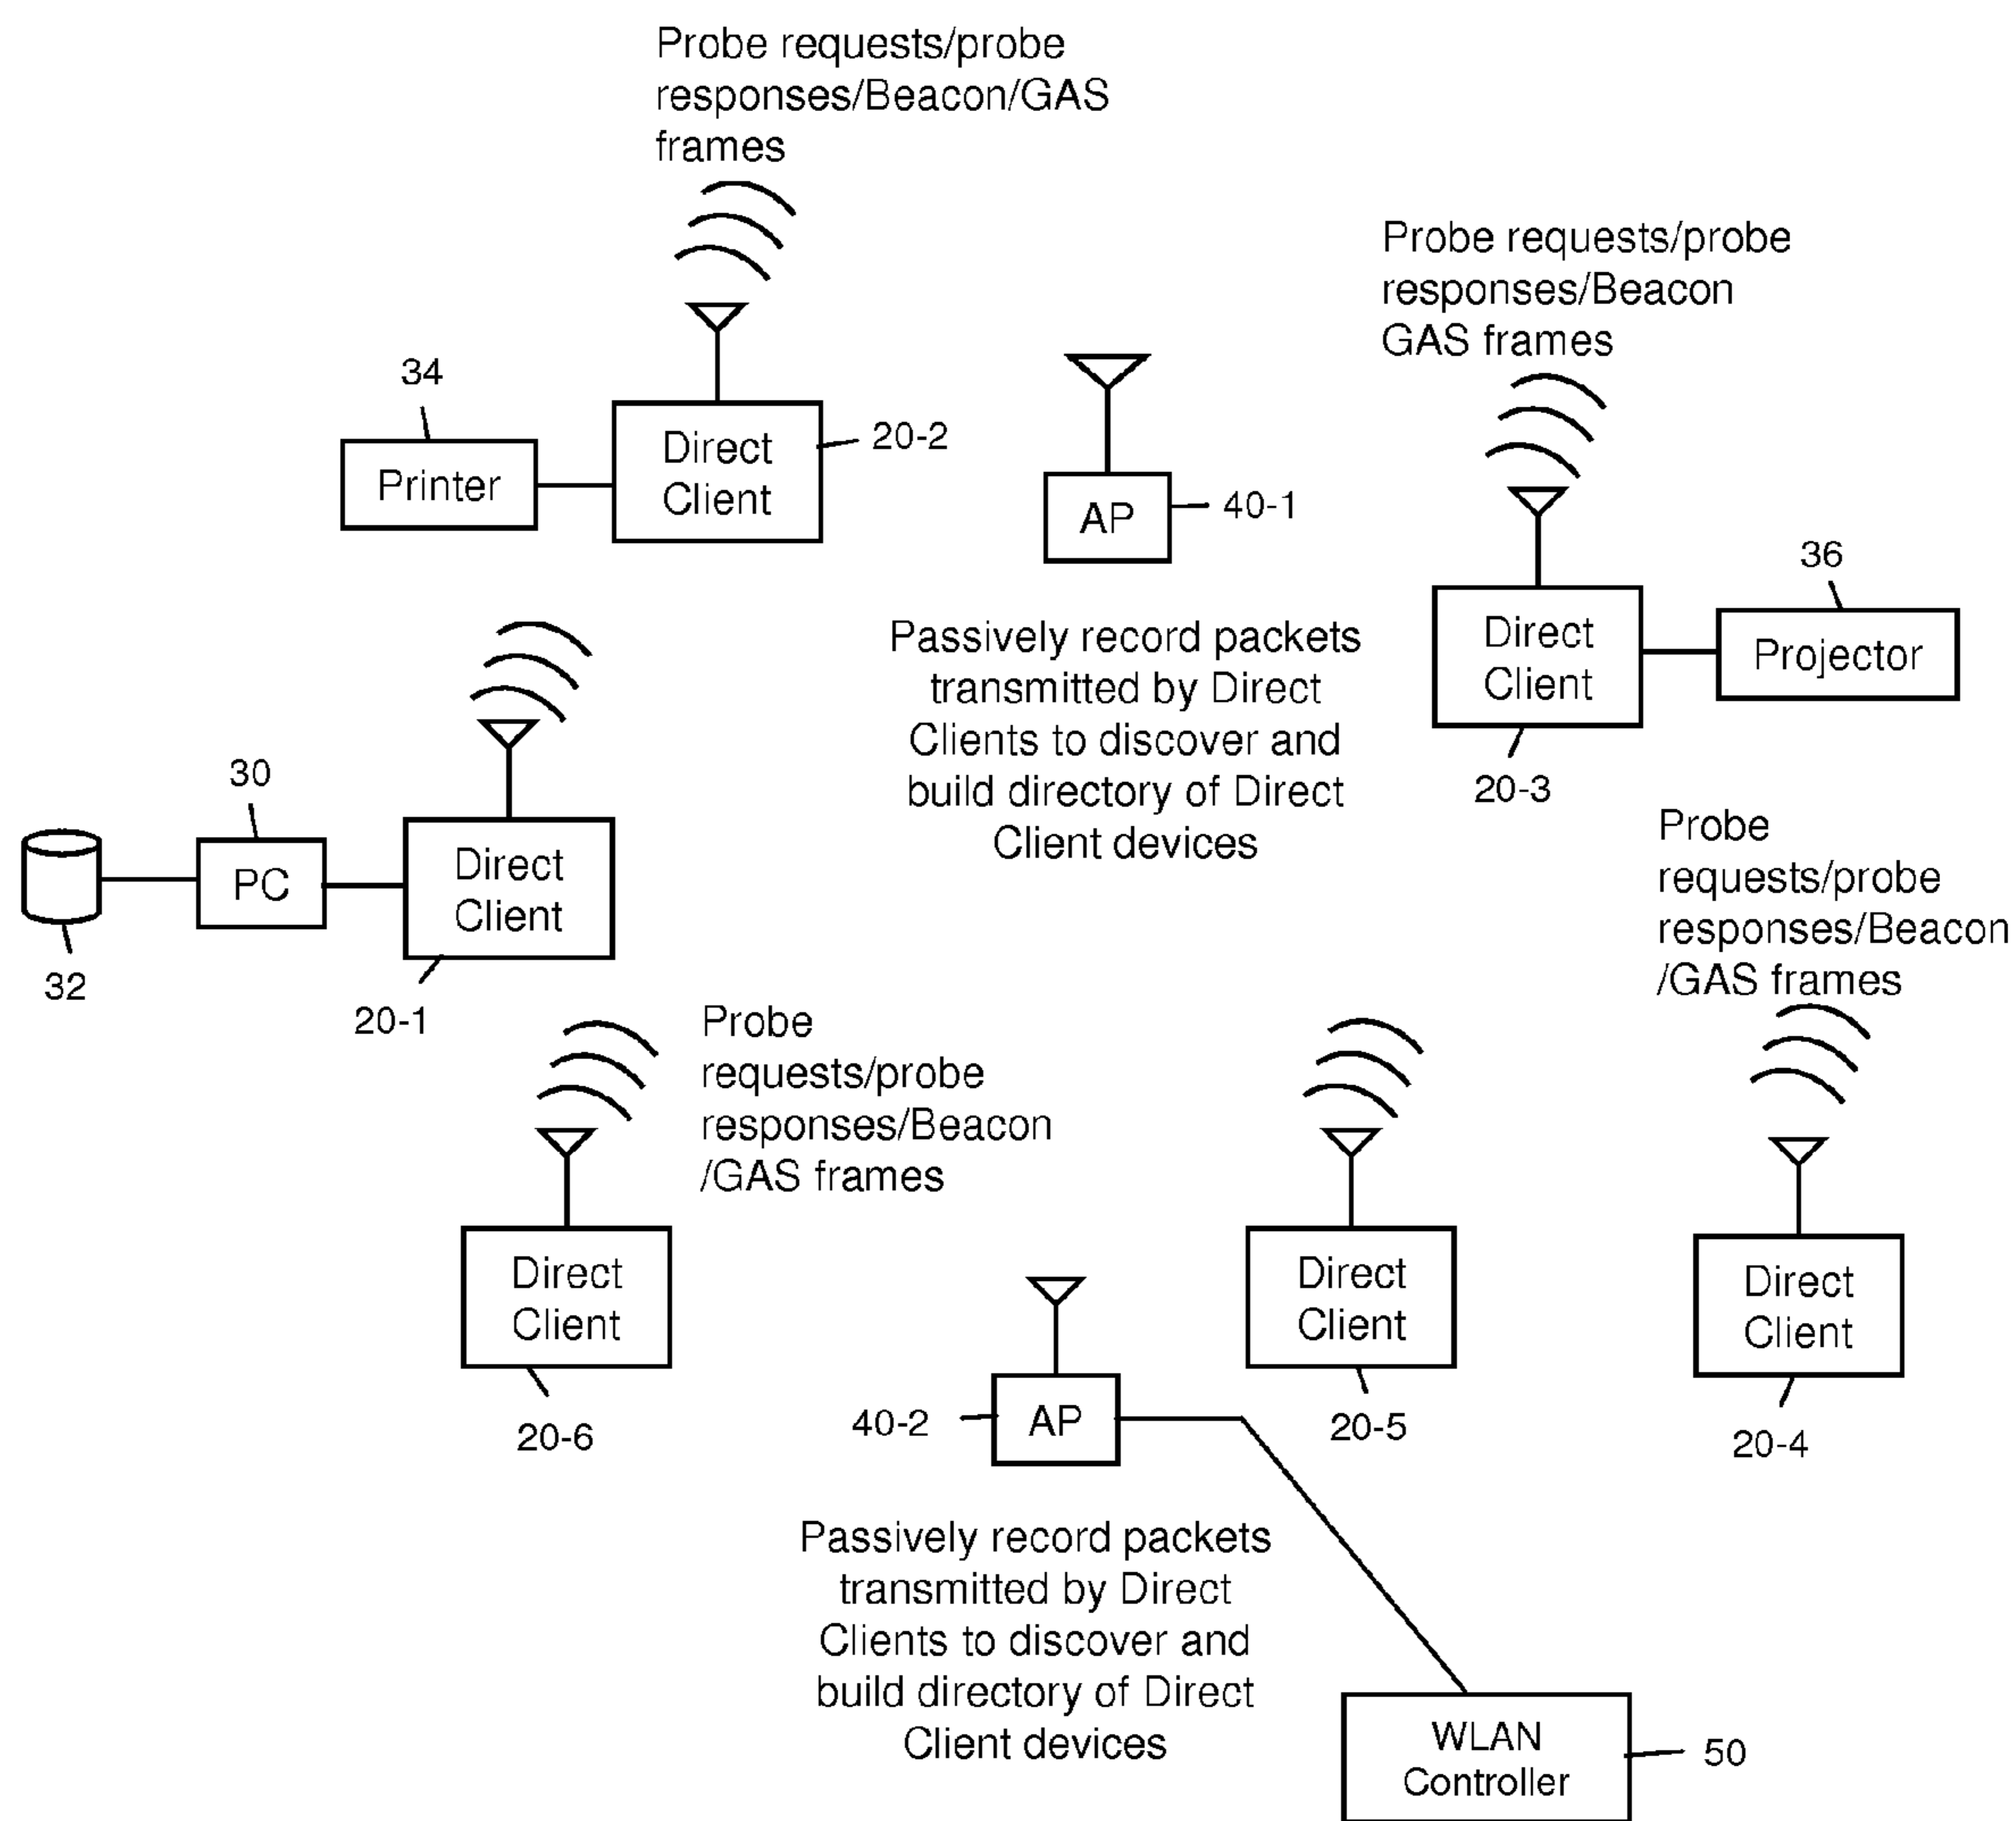 Probe requests/probe
responses/Beacon/GAS
frames
Probe requests/probe
responses/Beacon
GAS frames
34
Printer
Direct
Client
20-2
AP
40-1
36
Direct
Client
Projector
20-3
Passively record packets
transmitted by Direct
Clients to discover and
build directory of Direct
Client devices
30
PC
Direct
Client
32
20-1
Probe
requests/probe
responses/Beacon
/GAS frames
Probe
requests/probe
responses/Beacon
/GAS frames
Direct
Client
20-6
Direct
Client
20-5
Direct
Client
20-4
40-2
AP
Passively record packets
transmitted by Direct
Clients to discover and
build directory of Direct
Client devices
WLAN
Controller
50